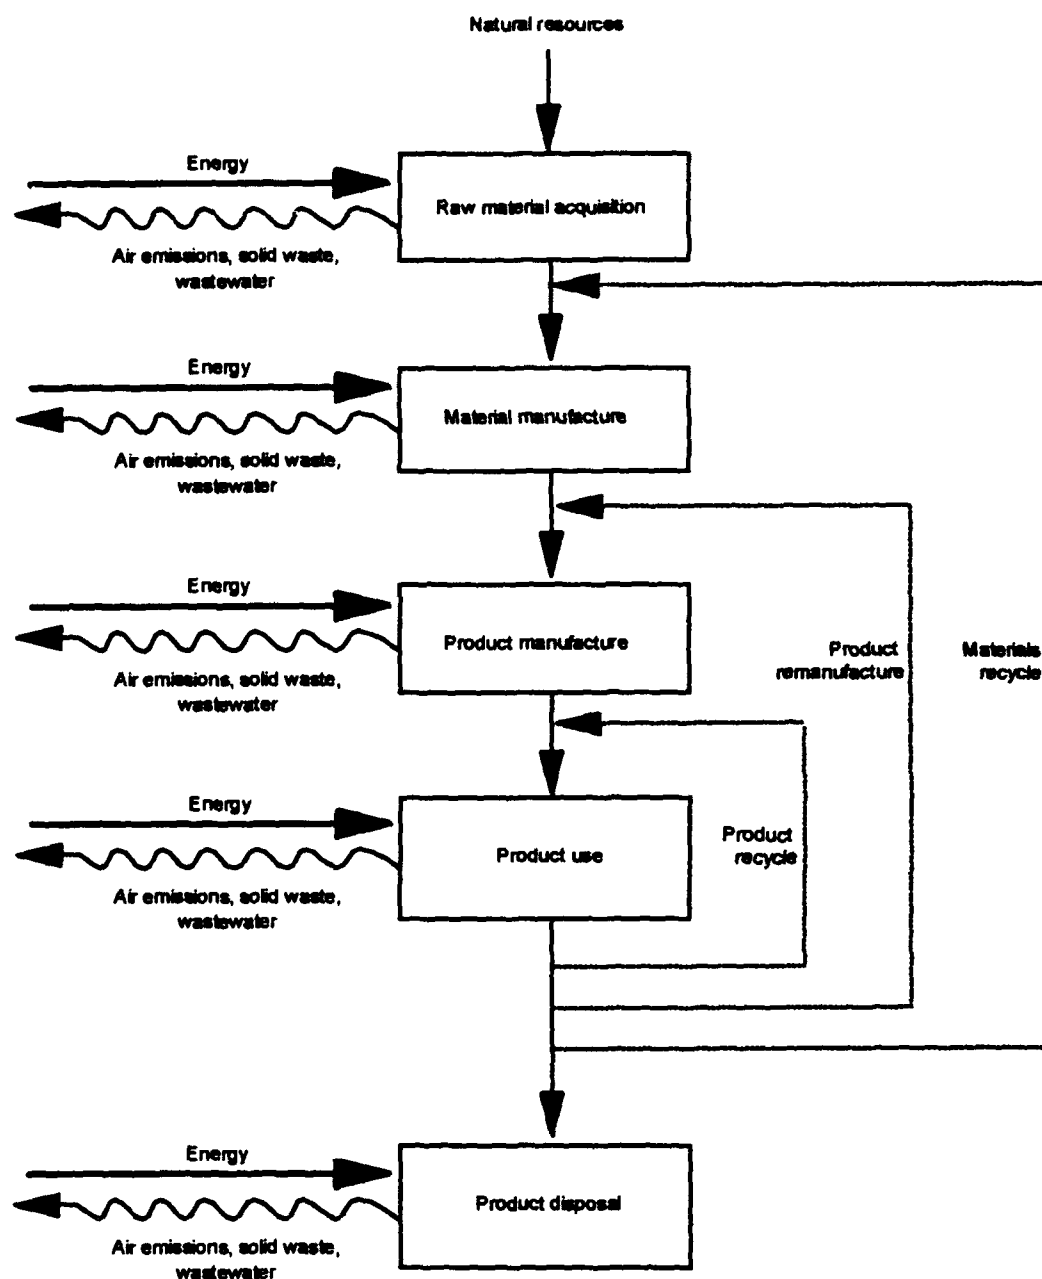 Natural resources
Energy
Raw material acquisition
Air emissions, solid waste,
wastewater
Energy
Material manufacture
Air emissions, solid waste,
wastewater
Energy
Product manufacture
Air emissions, solid waste,
wastewater
Product
remanufacture
Materials
recycle
Energy
Product use
Air emissions, solid waste,
wastewater
Product
recycle
Energy
Product disposal
Air emissions, solid waste,
wastewater